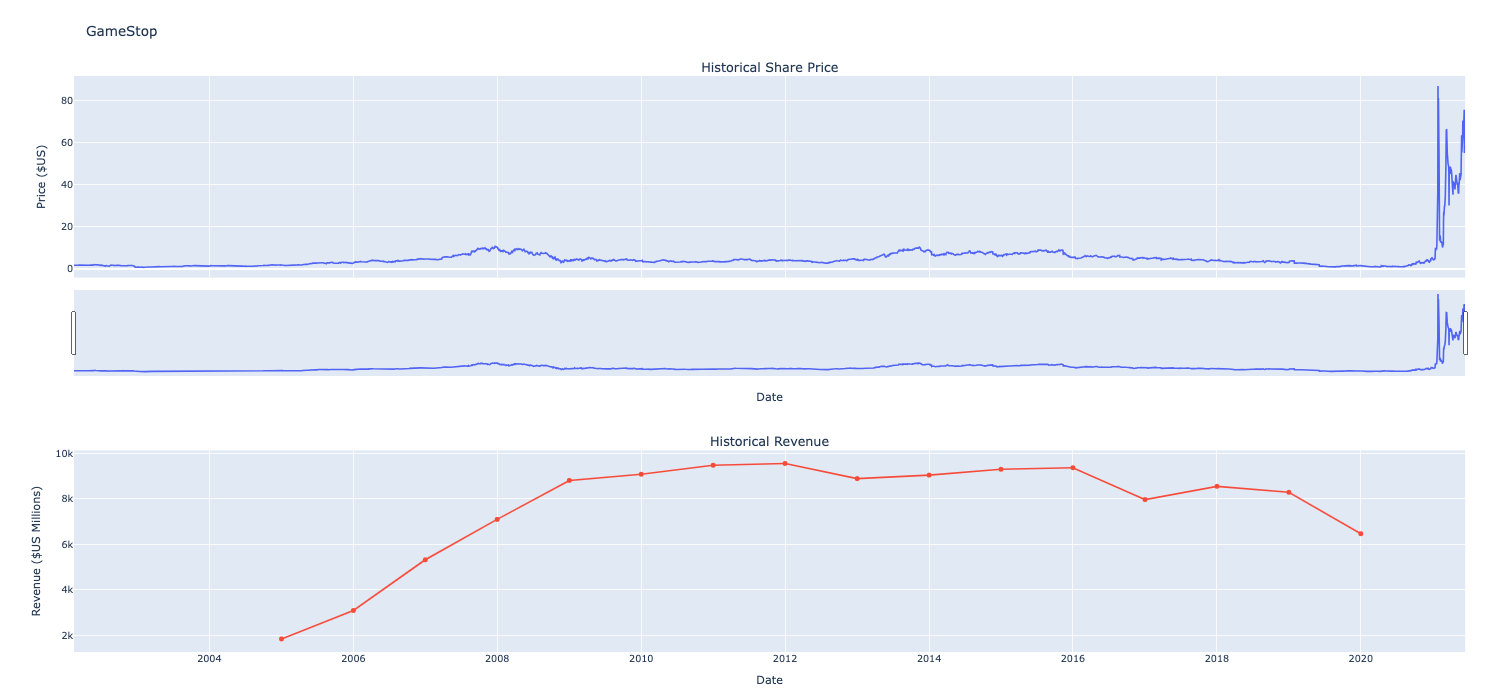 GameStop
Historical Share Price
80
60
40
20
0
Price ($US)
Date
Historical Revenue
10k
8k
6k
4k
2k
Revenue ($US Millions)
2004 2006 2008 2010 2012 2014 2016 2018 2020
Date